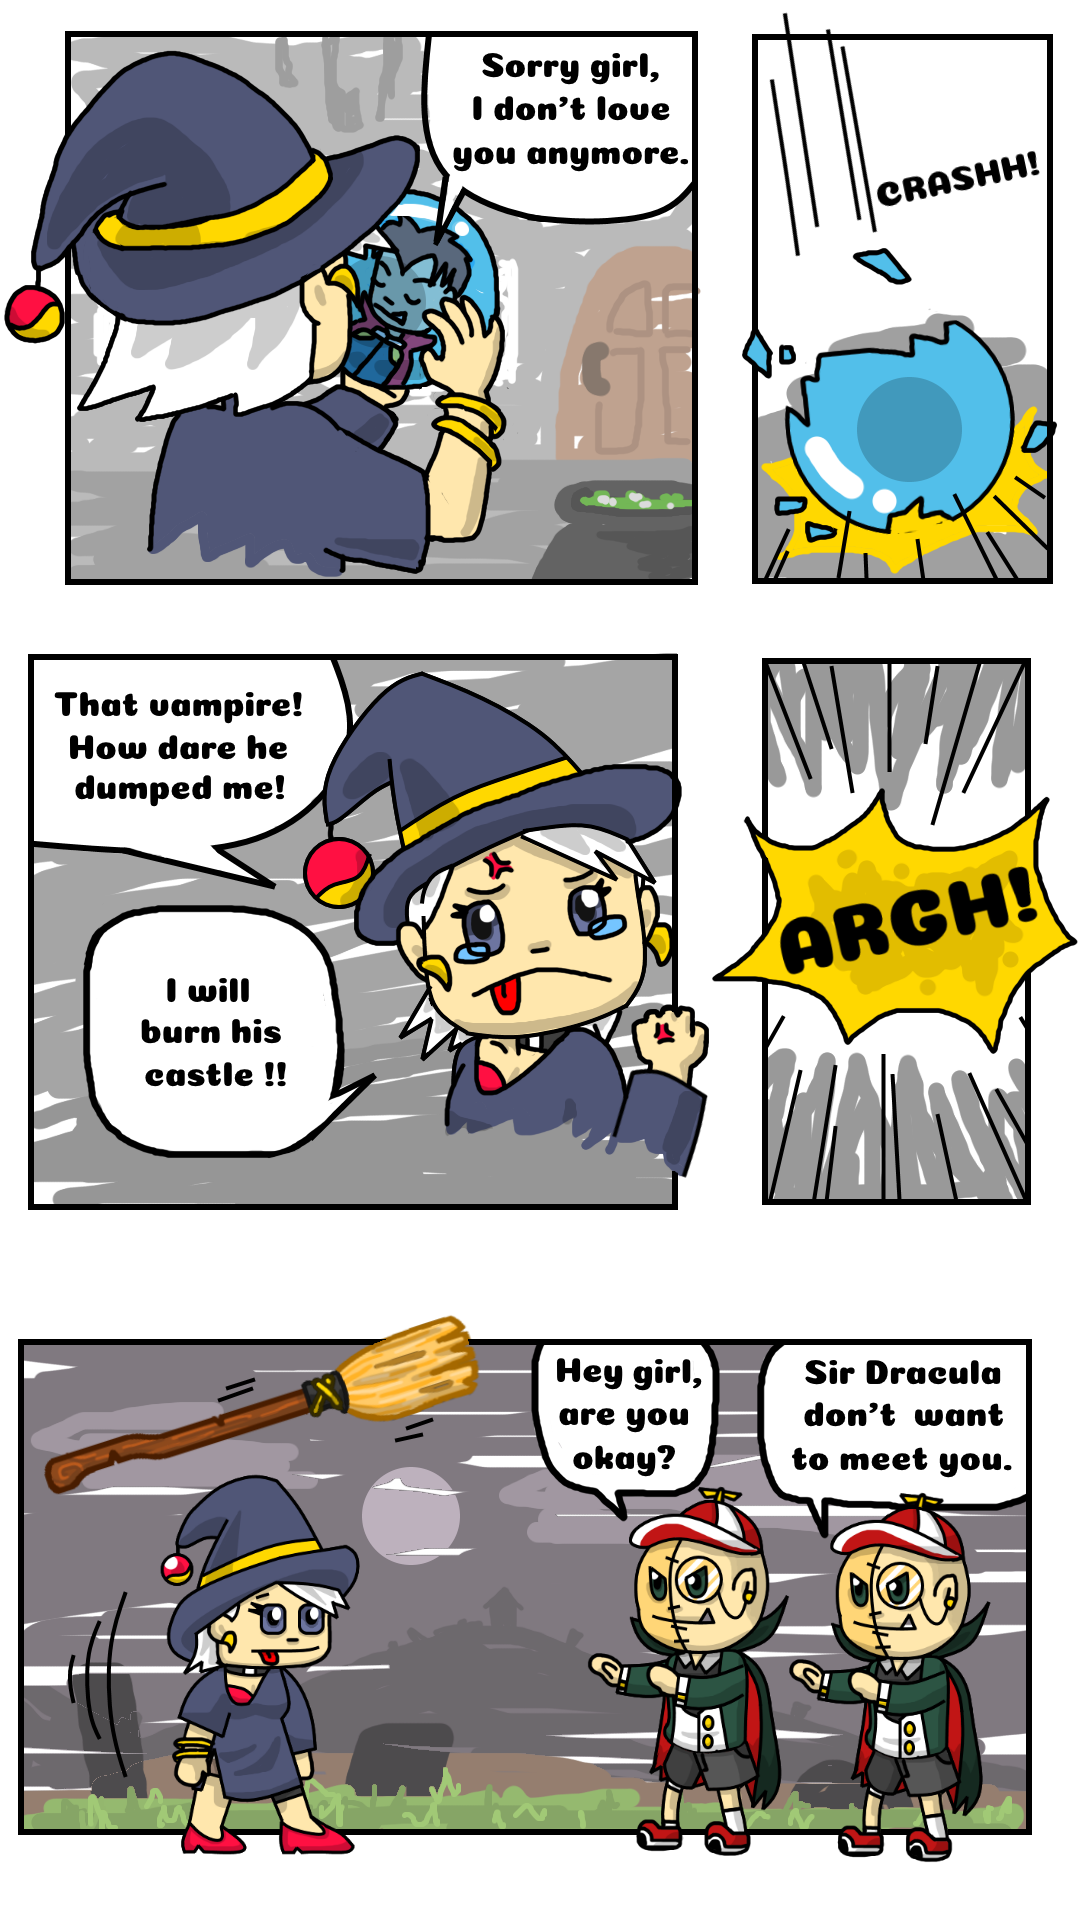 Sorry girl,
I don't love
you anymore.
CRASHH!
That vampire!
How dare he
dumped me!
I will
burn his
castle !!
ARGH!
Hey girl,
are you
okay?
Sir Dracula
don't want
to meet you.